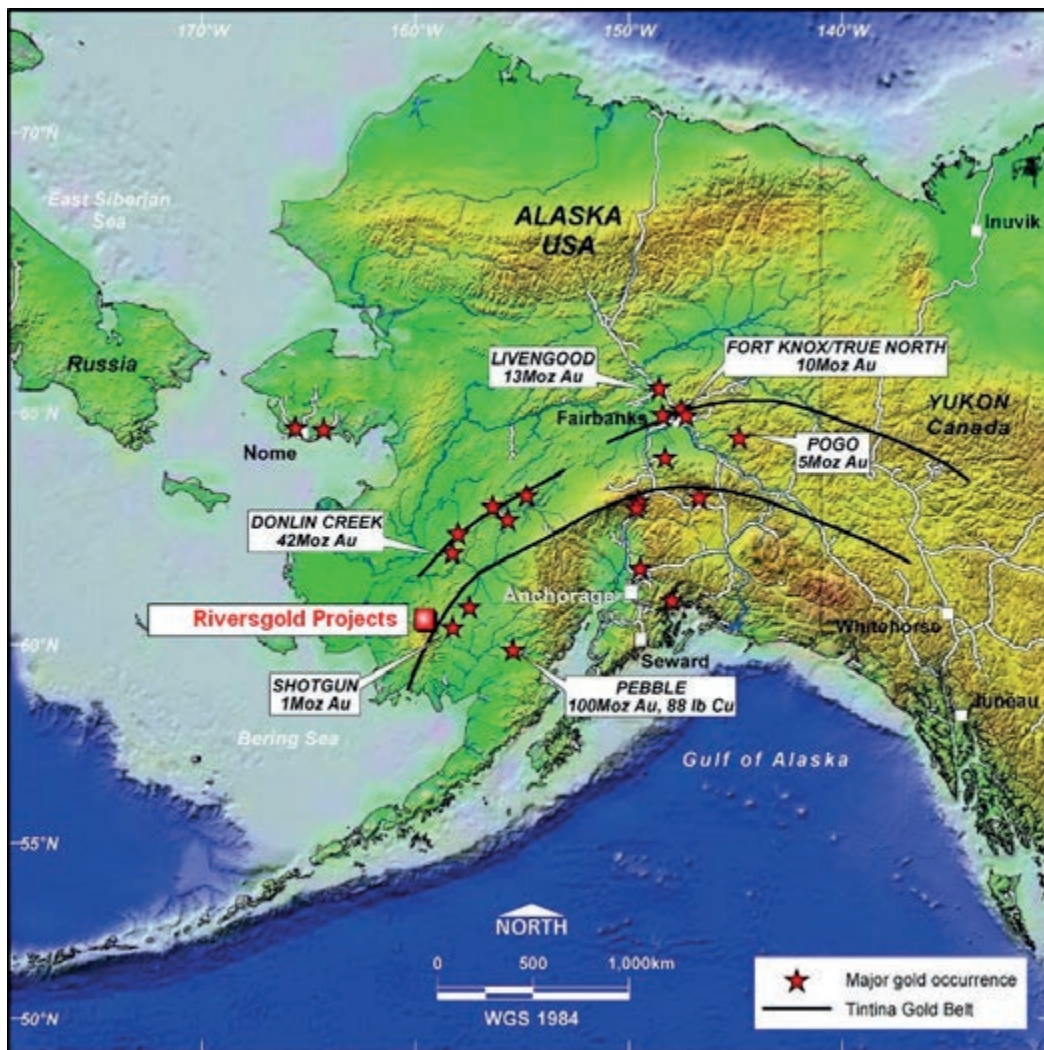 170°W
160°W
150°W
140°W
70°N
East Siberian
Sea
ALASKA
USA
Inuvik
Russia
LIVENGOOD
13Moz Au
FORT KNOX/TRUE NORTH
10Moz Au
65°N
Fairbanks
YUKON
Canada
Nome
POGO
5Moz Au
DONLIN CREEK
42Moz Au
Anchorage
Riversgold Projects
Whitehorse
60°N
Seward
SHOTGUN
1Moz Au
PEBBLE
100Moz Au, 88 lb Cu
Juneau
Bering Sea
Gulf of Alaska
55°N
NORTH
0 500 1,000km
WGS 1984
Major gold occurrence
Tintina Gold Belt
50°N